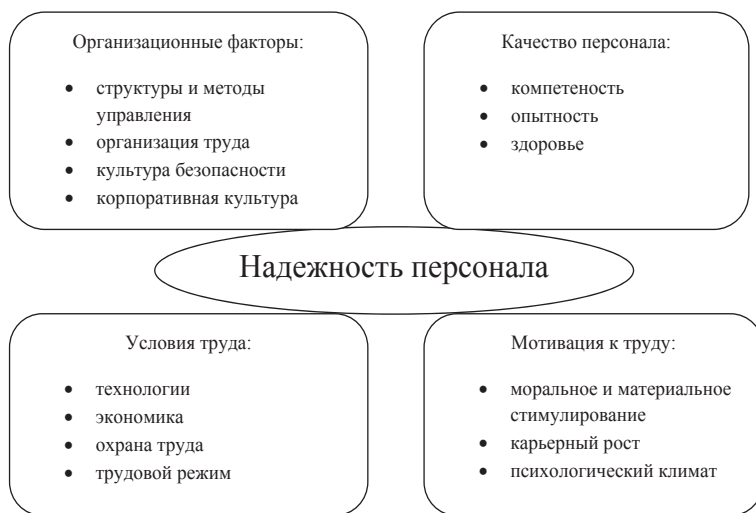 Организационные факторы:
• структуры и методы
управления
• организация труда
• культура безопасности
• корпоративная культура
Качество персонала:
• компетеность
• опытность
• здоровье
Надежность персонала
Условия труда:
• технологии
• экономика
• охрана труда
• трудовой режим
Мотивация к труду:
• моральное и материальное
стимулирование
• карьерный рост
• психологический климат